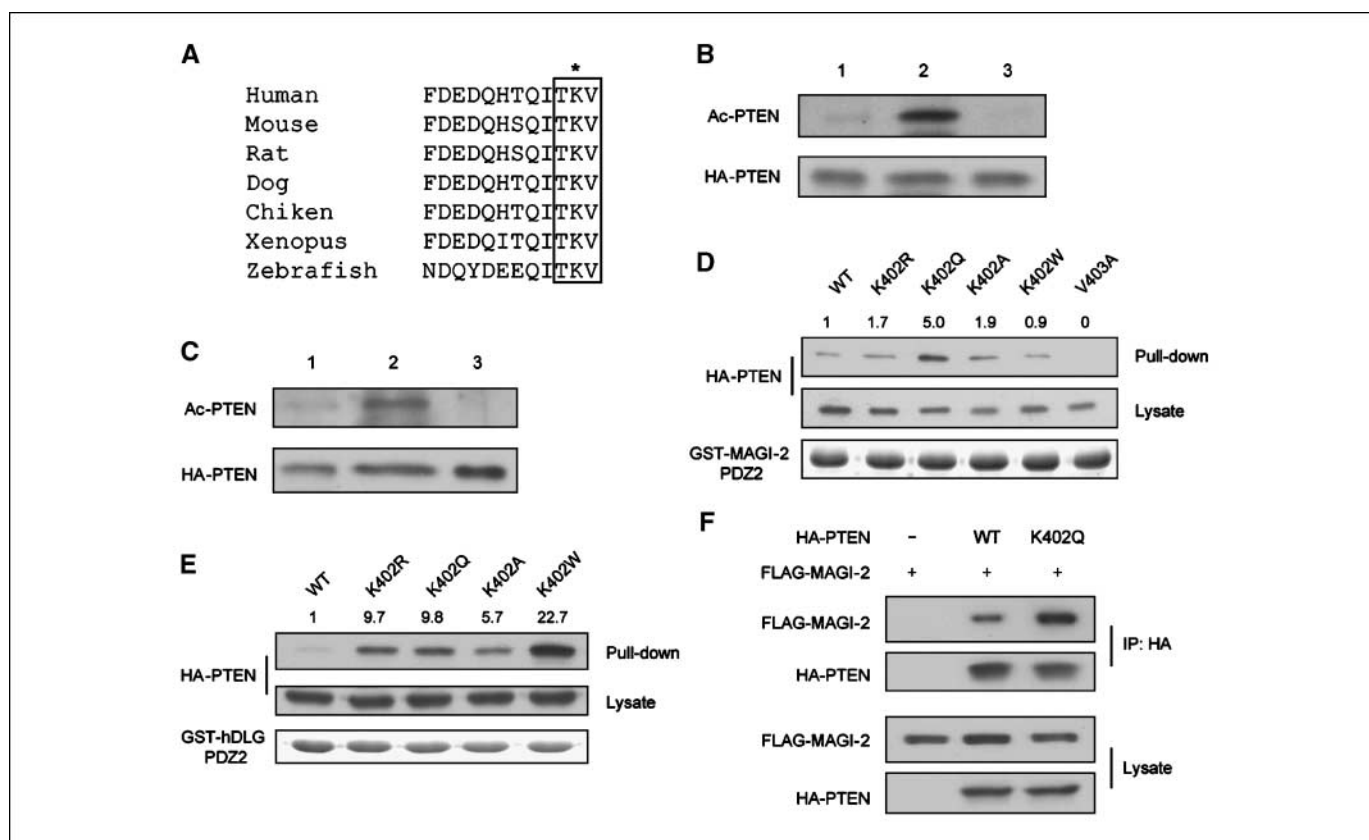 A
*
Human FDEDQHTQITKV
Mouse FDEDQHSQITKV
Rat FDEDQHSQITKV
Dog FDEDQHTQITKV
Chiken FDEDQHTQITKV
Xenopus FDEDQITQITKV
Zebrafish NDQYDEEQITKV
B
1 2 3
Ac-PTEN
HA-PTEN
C
1 2 3
Ac-PTEN
HA-PTEN
D
WT K402R K402Q K402A K402W V403A
1 1.7 5.0 1.9 0.9 0
HA-PTEN
Pull-down
Lysate
GST-MAGI-2
PDZ2
E
WT K402R K402Q K402A K402W
1 9.7 9.8 5.7 22.7
HA-PTEN
Pull-down
Lysate
GST-hDLG
PDZ2
F
HA-PTEN – WT K402Q
FLAG-MAGI-2 + + +
FLAG-MAGI-2
HA-PTEN
IP: HA
FLAG-MAGI-2
HA-PTEN
Lysate